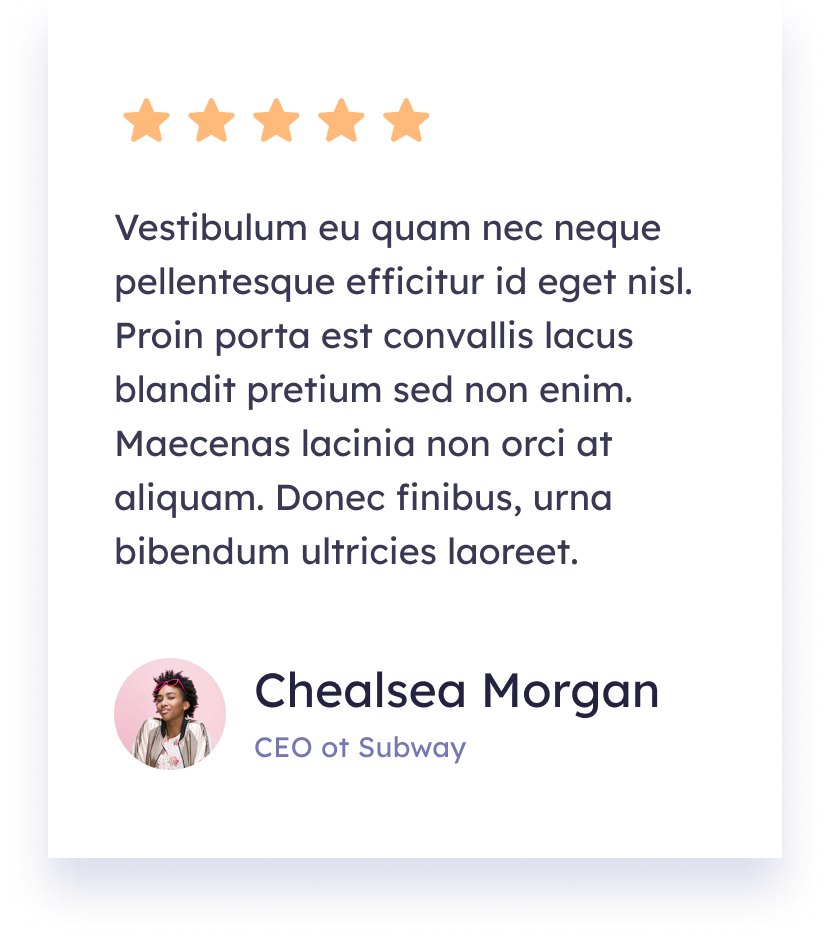 Vestibulum eu quam nec neque
pellentesque efficitur id eget nisl.
Proin porta est convallis lacus
blandit pretium sed non enim.
Maecenas lacinia non orci at
aliquam. Donec finibus, urna
bibendum ultricies laoreet.
Chealsea Morgan
CEO ot Subway